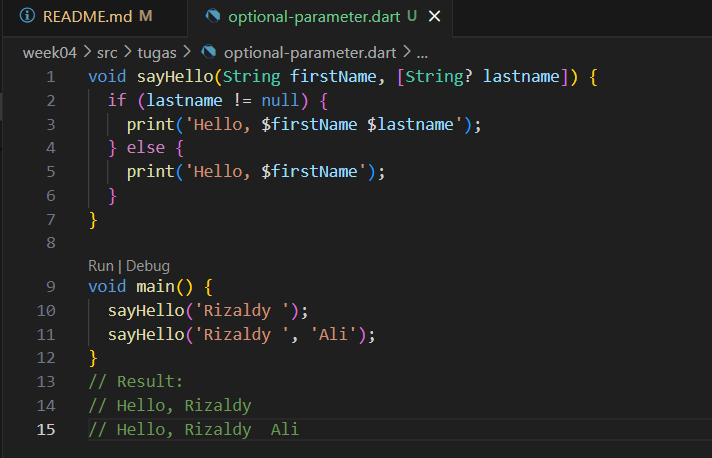 README.md M optional-parameter.dart U
week04 > src > tugas > optional-parameter.dart > ...
1 void sayHello(String firstName, [String? lastname]) {
2   if (lastname != null) {
3     print('Hello, $firstName $lastname');
4   } else {
5     print('Hello, $firstName');
6   }
7 }
8
Run | Debug
9 void main() {
10   sayHello('Rizaldy ');
11   sayHello('Rizaldy ', 'Ali');
12 }
13 // Result:
14 // Hello, Rizaldy
15 // Hello, Rizaldy  Ali